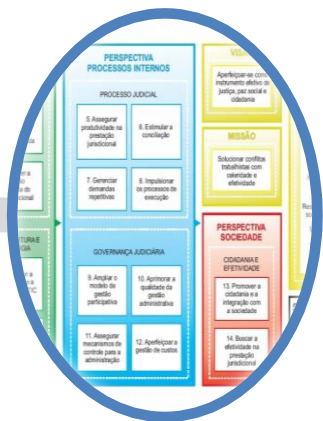 PERSPECTIVA
PROCESSOS INTERNOS
PROCESSO JUDICIAL
5. Assegurar
produtividade na
prestação
jurisdicional
6. Estimular a
conciliação
7. Gerenciar
demandas
repetitivas
8. Impulsionar
os processos de
execução
GOVERNANÇA JUDICIÁRIA
9. Ampliar o
modelo de
gestão
participativa
10. Aprimorar a
qualidade da
gestão
administrativa
11. Assegurar
mecanismos de
controle para a
administração
12. Aperfeiçoar a
gestão de custos
Aperfeiçoar-se como
instrumento efetivo de
justiça, paz social e
cidadania
MISSÃO
Solucionar conflitos
trabalhistas com
celeridade e
efetividade
PERSPECTIVA
SOCIEDADE
CIDADANIA E
EFETIVIDADE
13. Promover a
cidadania e a
integração com
a sociedade
14. Buscar a
efetividade na
prestação
jurisdicional